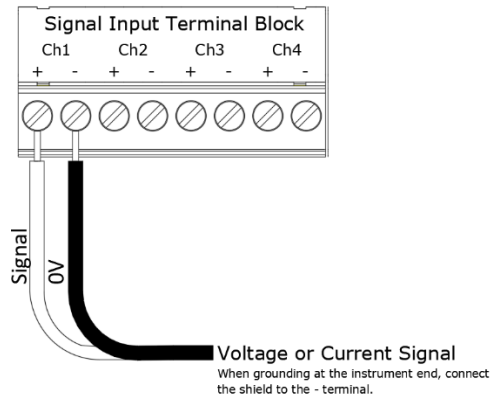 Signal Input Terminal Block
Ch1 Ch2 Ch3 Ch4
+ - + - + - + -
Signal
0V
Voltage or Current Signal
When grounding at the instrument end, connect
the shield to the - terminal.